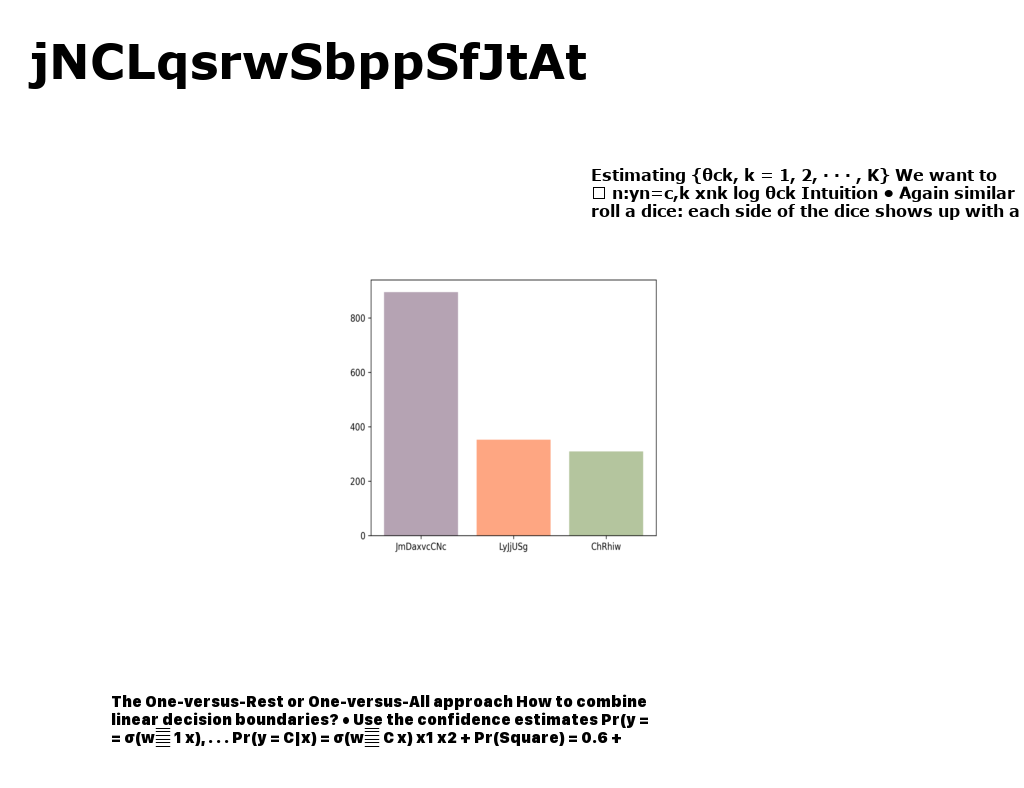 jNCLqsrwSbppSfJtAt
Estimating {θck, k = 1, 2, · · · , K} We want to
□ n:yn=c,k xnk log θck Intuition • Again similar
roll a dice: each side of the dice shows up with a
800
600
400
200
0
JmDaxvcCNc LyJjUSg ChRhiw
The One-versus-Rest or One-versus-All approach How to combine
linear decision boundaries? • Use the confidence estimates Pr(y =
= σ(w 1 x), . . . Pr(y = C|x) = σ(w C x) x1 x2 + Pr(Square) = 0.6 +